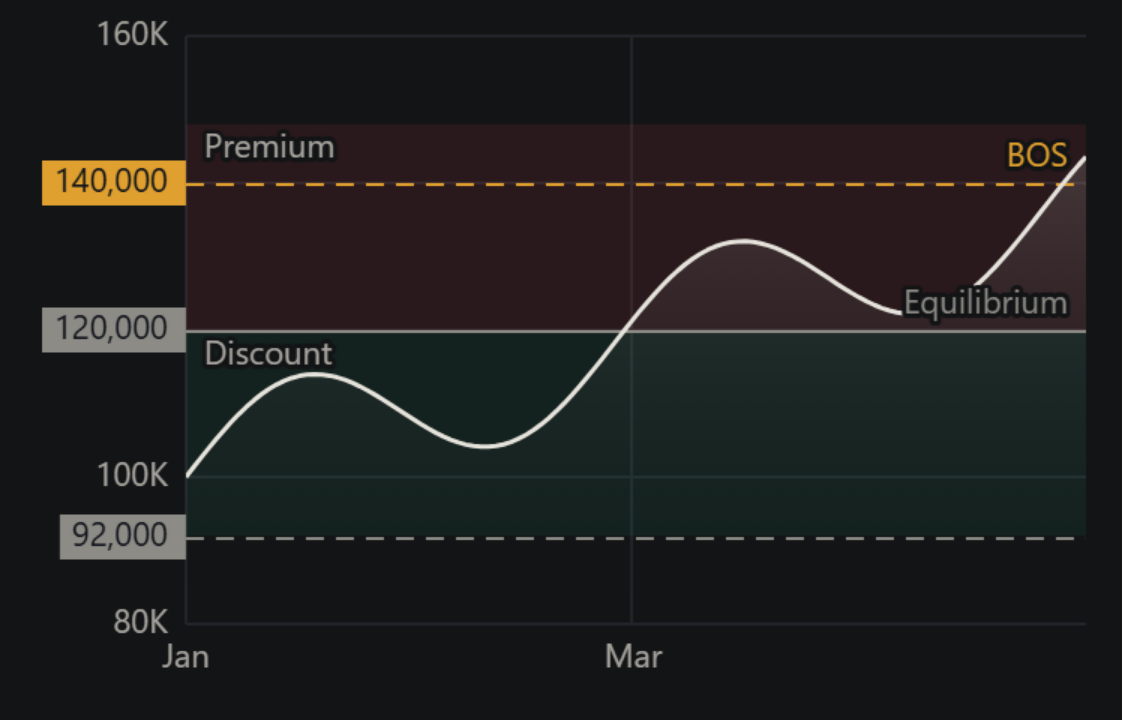 160K
Premium
BOS
140,000
Equilibrium
120,000
Discount
100K
92,000
80K
Jan
Mar